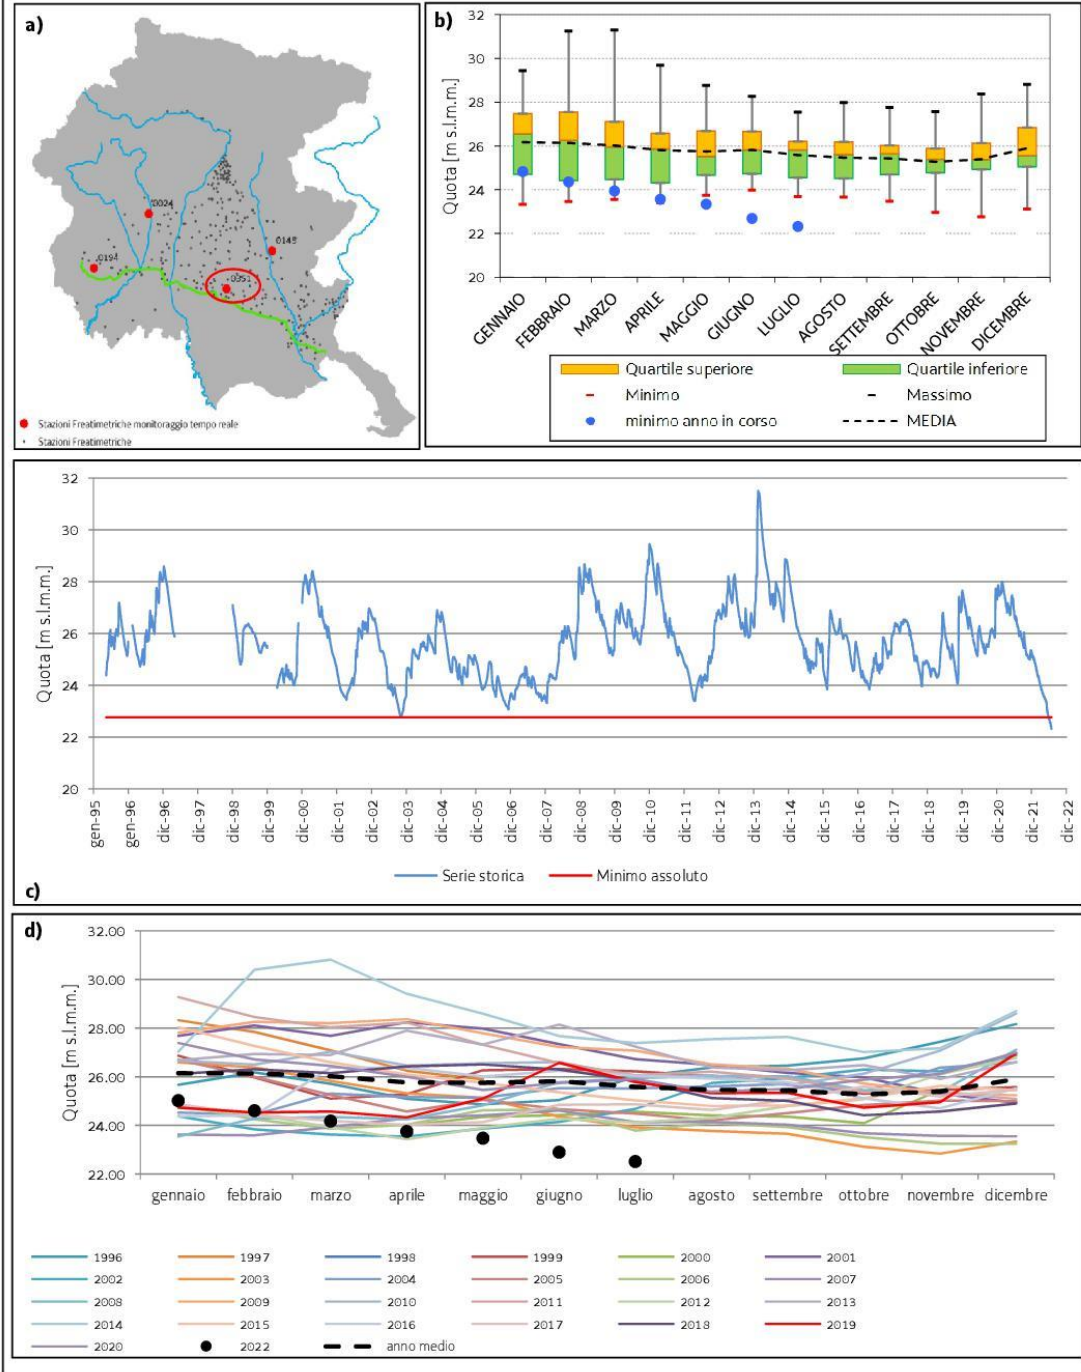 a)
0024
0194
0351
0149
Stazioni Freatimetriche monitoraggio tempo reale
Stazioni Freatimetriche
b)
Quota [m s.l.m.m.]
32
30
28
26
24
22
20
GENNAIO FEBBRAIO MARZO APRILE MAGGIO GIUGNO LUGLIO AGOSTO SETTEMBRE OTTOBRE NOVEMBRE DICEMBRE
Quartile superiore Quartile inferiore
Minimo Massimo
minimo anno in corso MEDIA
Quota [m s.l.m.m.]
32
30
28
26
24
22
20
gen-95 gen-96 dic-96 dic-97 dic-98 dic-99 dic-00 dic-01 dic-02 dic-03 dic-04 dic-05 dic-06 dic-07 dic-08 dic-09 dic-10 dic-11 dic-12 dic-13 dic-14 dic-15 dic-16 dic-17 dic-18 dic-19 dic-20 dic-21 dic-22
Serie storica Minimo assoluto
c)
d)
Quota [m s.l.m.m.]
32.00
30.00
28.00
26.00
24.00
22.00
gennaio febbraio marzo aprile maggio giugno luglio agosto settembre ottobre novembre dicembre
1996 1997 1998 1999 2000 2001
2002 2003 2004 2005 2006 2007
2008 2009 2010 2011 2012 2013
2014 2015 2016 2017 2018 2019
2020 2022 anno medio